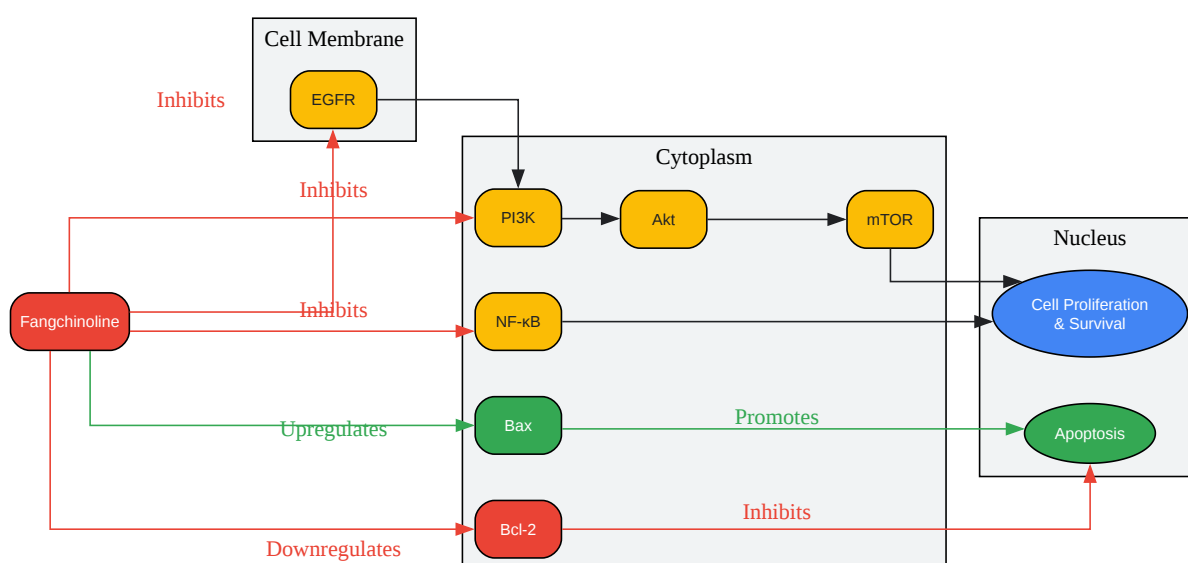 Cell Membrane
EGFR
Inhibits
Cytoplasm
Inhibits
PI3K
Akt
mTOR
Nucleus
Cell Proliferation
& Survival
Fangchinoline
Inhibits
NF-κB
Promotes
Upregulates
Bax
Apoptosis
Inhibits
Bcl-2
Downregulates